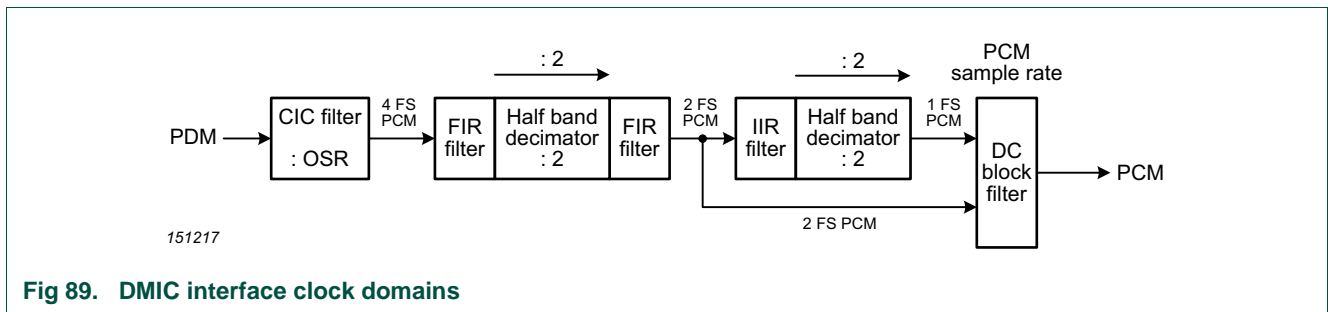 : 2
: 2
PCM
sample rate
PDM
CIC filter
: OSR
4 FS
PCM
FIR
filter
Half band
decimator
: 2
FIR
filter
2 FS
PCM
IIR
filter
Half band
decimator
: 2
1 FS
PCM
DC
block
filter
PCM
2 FS PCM
151217
Fig 89. DMIC interface clock domains